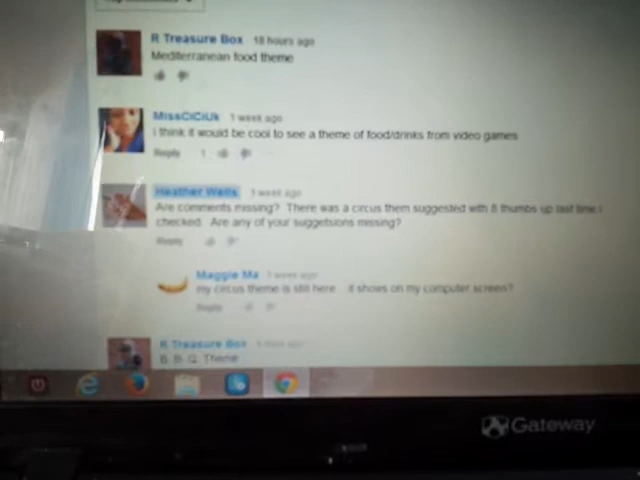 R Treasure Box 18 hours ago
Mediterranean food theme
MissCiCiUk 1 week ago
i think it would be cool to see a theme of food/drinks from video games
Reply 1
Heather Wells 1 week ago
Are comments missing? There was a circus them suggested with 8 thumbs up last time I
checked. Are any of your suggetsions missing?
Reply
Maggie Ma 1 week ago
my circus theme is still here... it shows on my computer screen?
Reply
R Treasure Box
B. B. Q. Theme
Gateway